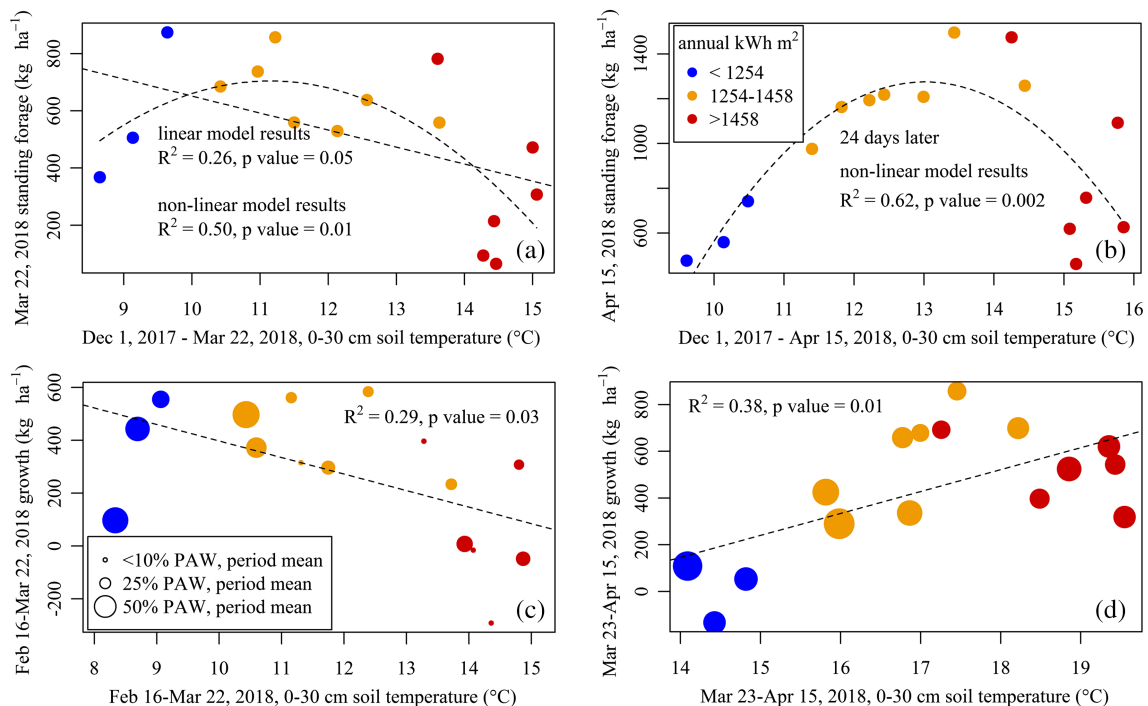 Mar 22, 2018 standing forage (kg ha⁻¹)
800
600
400
200
linear model results
R² = 0.26, p value = 0.05
non-linear model results
R² = 0.50, p value = 0.01
(a)
9 10 11 12 13 14 15
Dec 1, 2017 - Mar 22, 2018, 0-30 cm soil temperature (°C)
Apr 15, 2018 standing forage (kg ha⁻¹)
1400
1000
600
annual kWh m²
< 1254
1254-1458
>1458
24 days later
non-linear model results
R² = 0.62, p value = 0.002
(b)
10 11 12 13 14 15 16
Dec 1, 2017 - Apr 15, 2018, 0-30 cm soil temperature (°C)
Feb 16-Mar 22, 2018 growth (kg ha⁻¹)
600
400
200
0
-200
R² = 0.29, p value = 0.03
<10% PAW, period mean
25% PAW, period mean
50% PAW, period mean
(c)
8 9 10 11 12 13 14 15
Feb 16-Mar 22, 2018, 0-30 cm soil temperature (°C)
Mar 23-Apr 15, 2018 growth (kg ha⁻¹)
800
600
400
200
0
R² = 0.38, p value = 0.01
(d)
14 15 16 17 18 19
Mar 23-Apr 15, 2018, 0-30 cm soil temperature (°C)